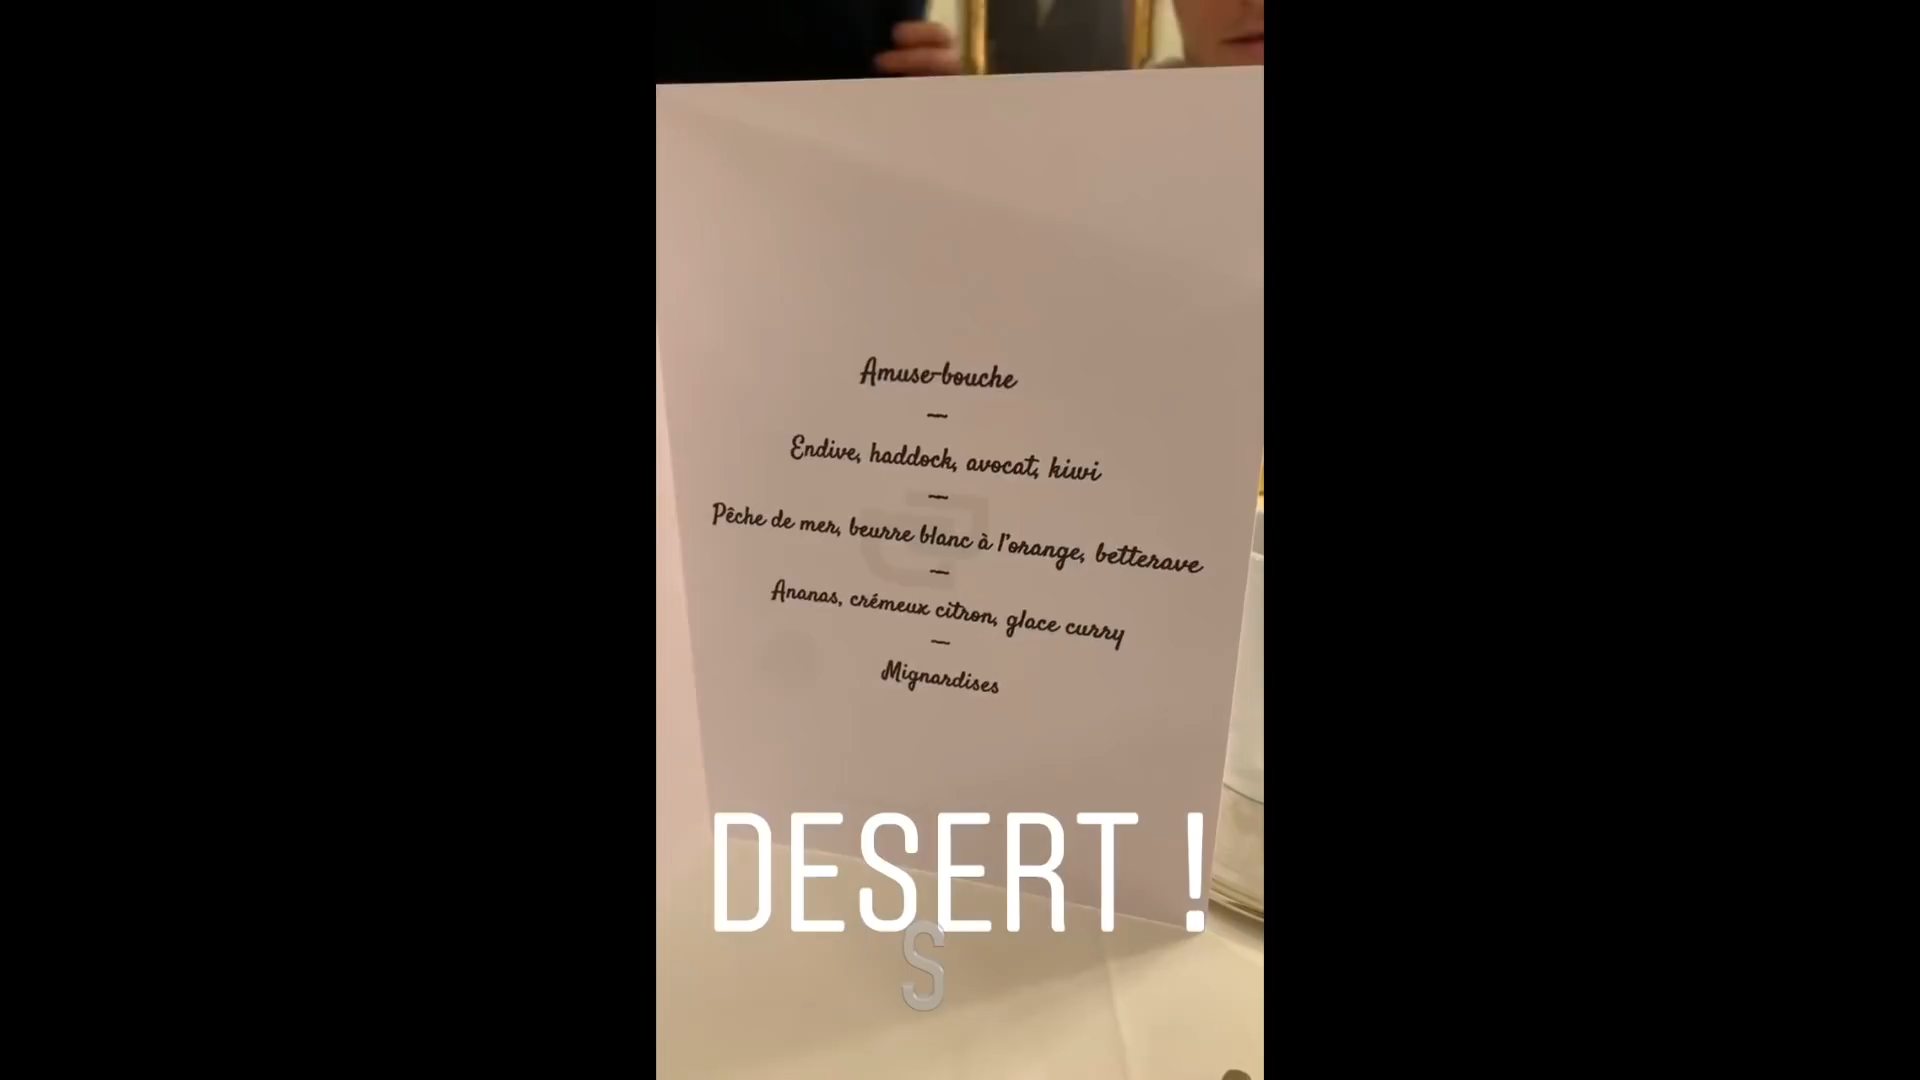 Amuse-bouche
—
Endive, haddock, avocat, kiwi
—
Pêche de mer, beurre blanc à l'orange, betterave
—
Ananas, crémeux citron, glace curry
—
Mignardises
DESERT !
S